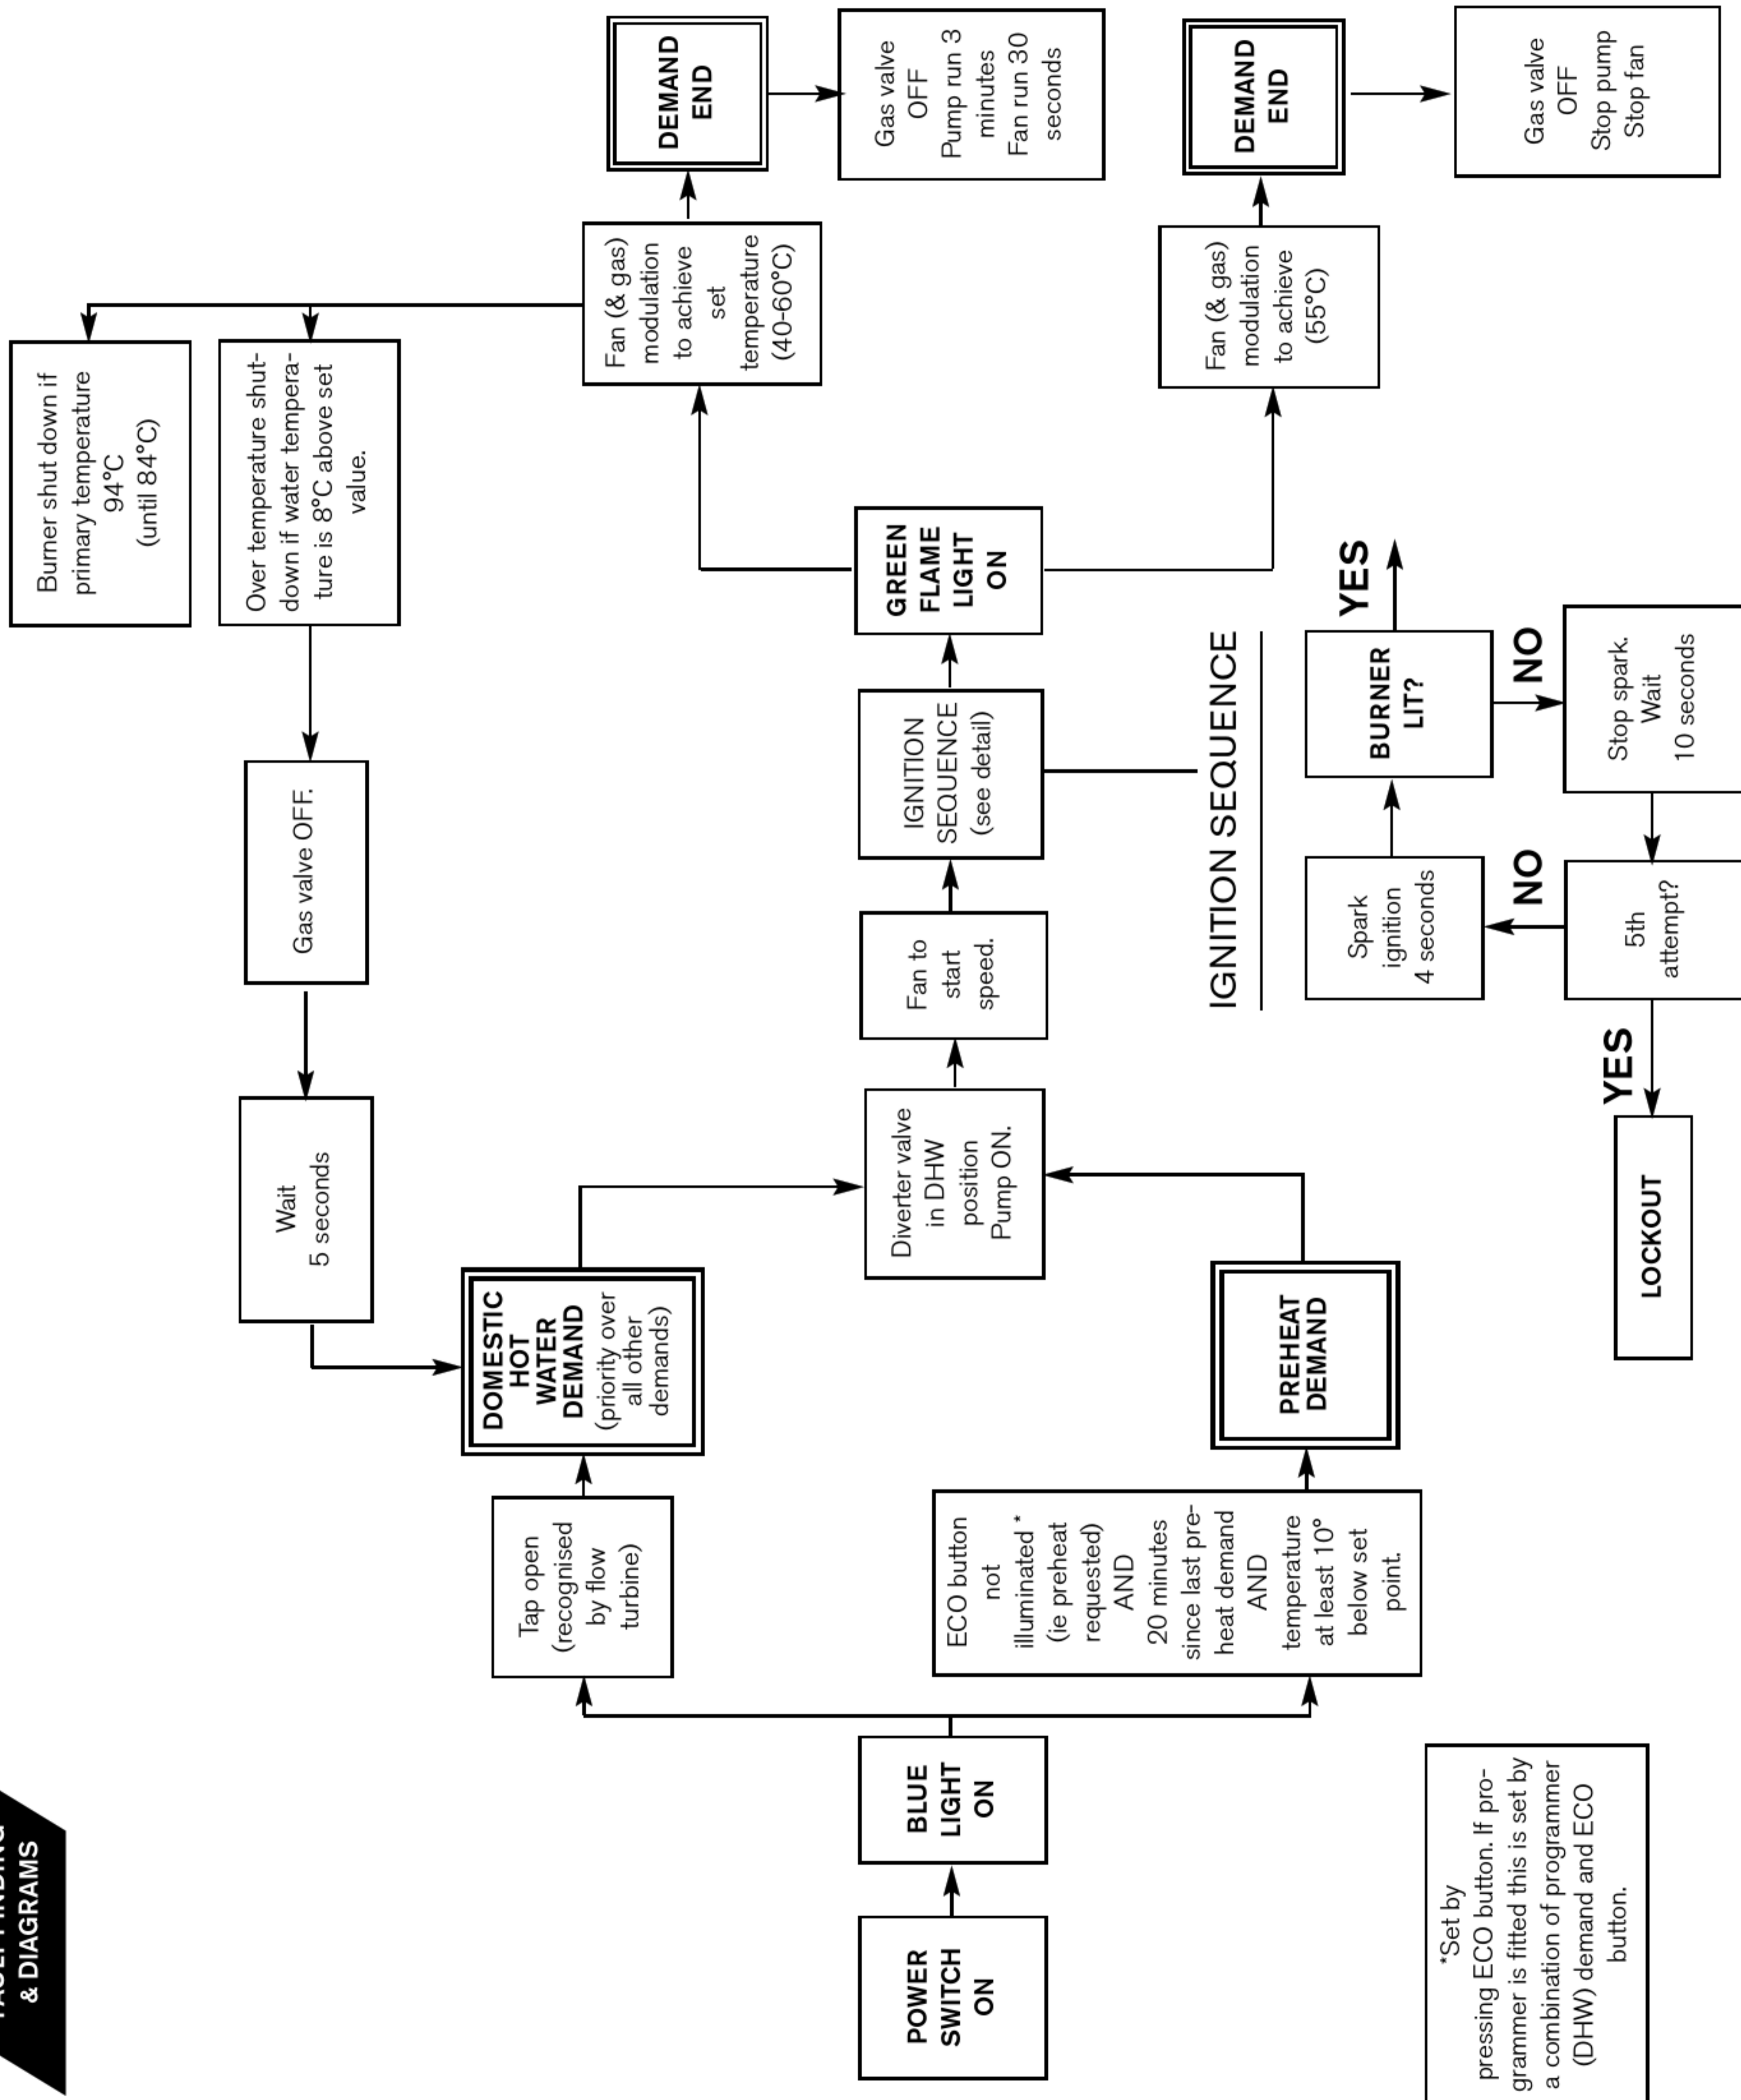 FAULT FINDING
& DIAGRAMS
POWER
SWITCH
ON
BLUE
LIGHT
ON
Tap open
(recognised
by flow
turbine)
DOMESTIC
HOT
WATER
DEMAND
(priority over
all other
demands)
Wait
5 seconds
Gas valve OFF.
Over temperature shut-
down if water tempera-
ture is 8°C above set
value.
Burner shut down if
primary temperature
94°C
(until 84°C)
ECO button
not
illuminated *
(ie preheat
requested)
AND
20 minutes
since last pre-
heat demand
AND
temperature
at least 10°
below set
point.
PREHEAT
DEMAND
Diverter valve
in DHW
position
Pump ON.
Fan to
start
speed.
IGNITION
SEQUENCE
(see detail)
GREEN
FLAME
LIGHT
ON
Fan (& gas)
modulation
to achieve
set
temperature
(40-60°C)
DEMAND
END
Gas valve
OFF
Pump run 3
minutes
Fan run 30
seconds
Fan (& gas)
modulation
to achieve
(55°C)
DEMAND
END
Gas valve
OFF
Stop pump
Stop fan
IGNITION SEQUENCE
Spark
ignition
4 seconds
BURNER
LIT?
YES
NO
Stop spark.
Wait
10 seconds
5th
attempt?
NO
YES
LOCKOUT
*Set by
pressing ECO button. If pro-
grammer is fitted this is set by
a combination of programmer
(DHW) demand and ECO
button.